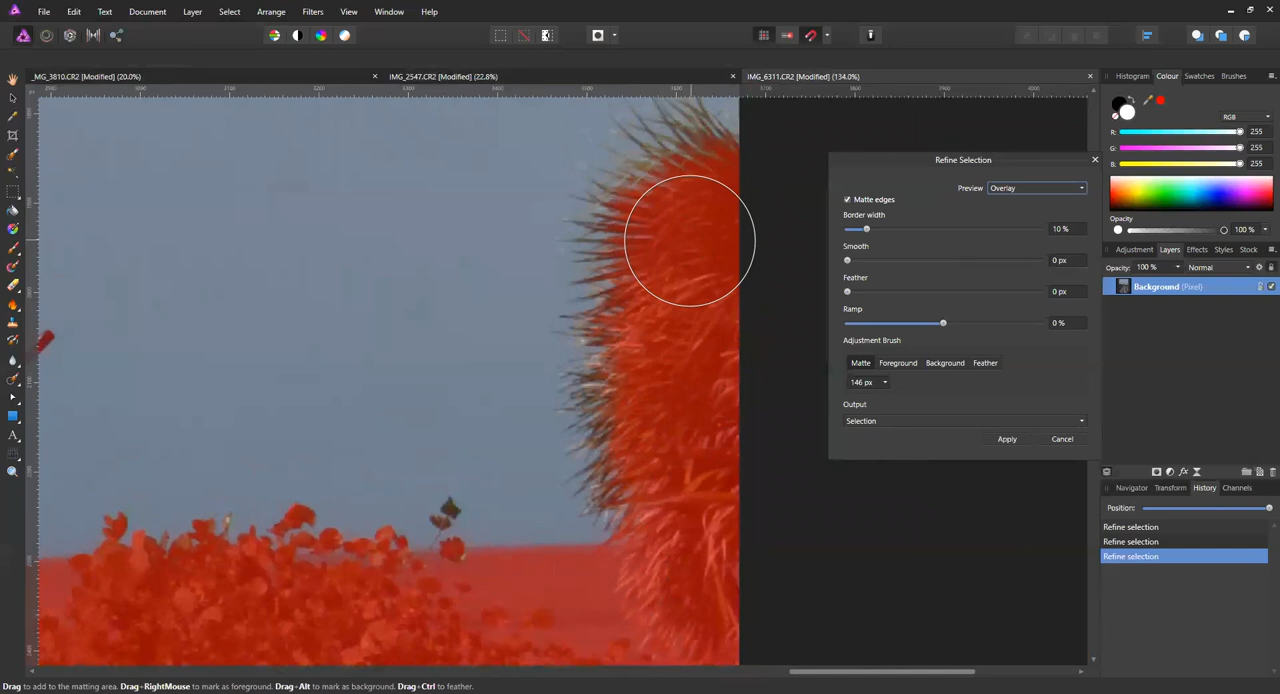 File Edit Text Document Layer Select Arrange Filters View Window Help
_MG_3810.CR2 [Modified] (20.0%) IMG_2547.CR2 [Modified] (22.8%) IMG_6311.CR2 [Modified] (134.0%)
Histogram Colour Swatches Brushes
RGB
R: 255
G: 255
B: 255
Opacity
100 %
Adjustment Layers Effects Styles Stock
Opacity: 100 % Normal
Background (Pixel)
Refine Selection
Preview Overlay
Matte edges
Border width
10 %
Smooth
0 px
Feather
0 px
Ramp
0 %
Adjustment Brush
Matte Foreground Background Feather
146 px
Output
Selection
Apply Cancel
Navigator Transform History Channels
Position:
Refine selection
Refine selection
Refine selection
Drag to add to the matting area. Drag+RightMouse to mark as foreground. Drag+Alt to mark as background. Drag+Ctrl to feather.